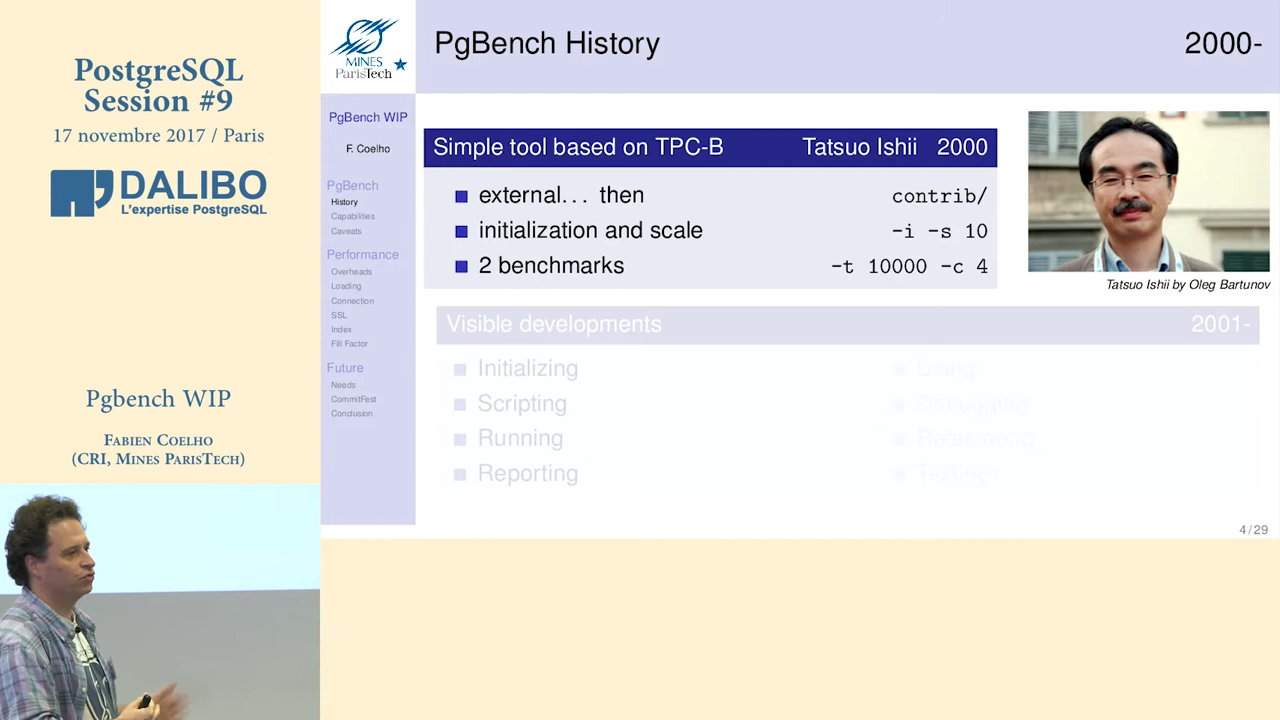 PostgreSQL
Session #9
17 novembre 2017 / Paris
DALIBO
L'expertise PostgreSQL
Pgbench WIP
Fabien Coelho
(CRI, Mines ParisTech)
MINES
ParisTech
PgBench WIP
F. Coelho
PgBench
History
Capabilities
Caveats
Performance
Overheads
Loading
Connection
SSL
Index
Fill Factor
Future
Needs
CommitFest
Conclusion
PgBench History 2000-
Simple tool based on TPC-B Tatsuo Ishii 2000
external... then contrib/
initialization and scale -i -s 10
2 benchmarks -t 10000 -c 4
Tatsuo Ishii by Oleg Bartunov
Visible developments 2001-
Initializing
Scripting
Running
Reporting
4/29